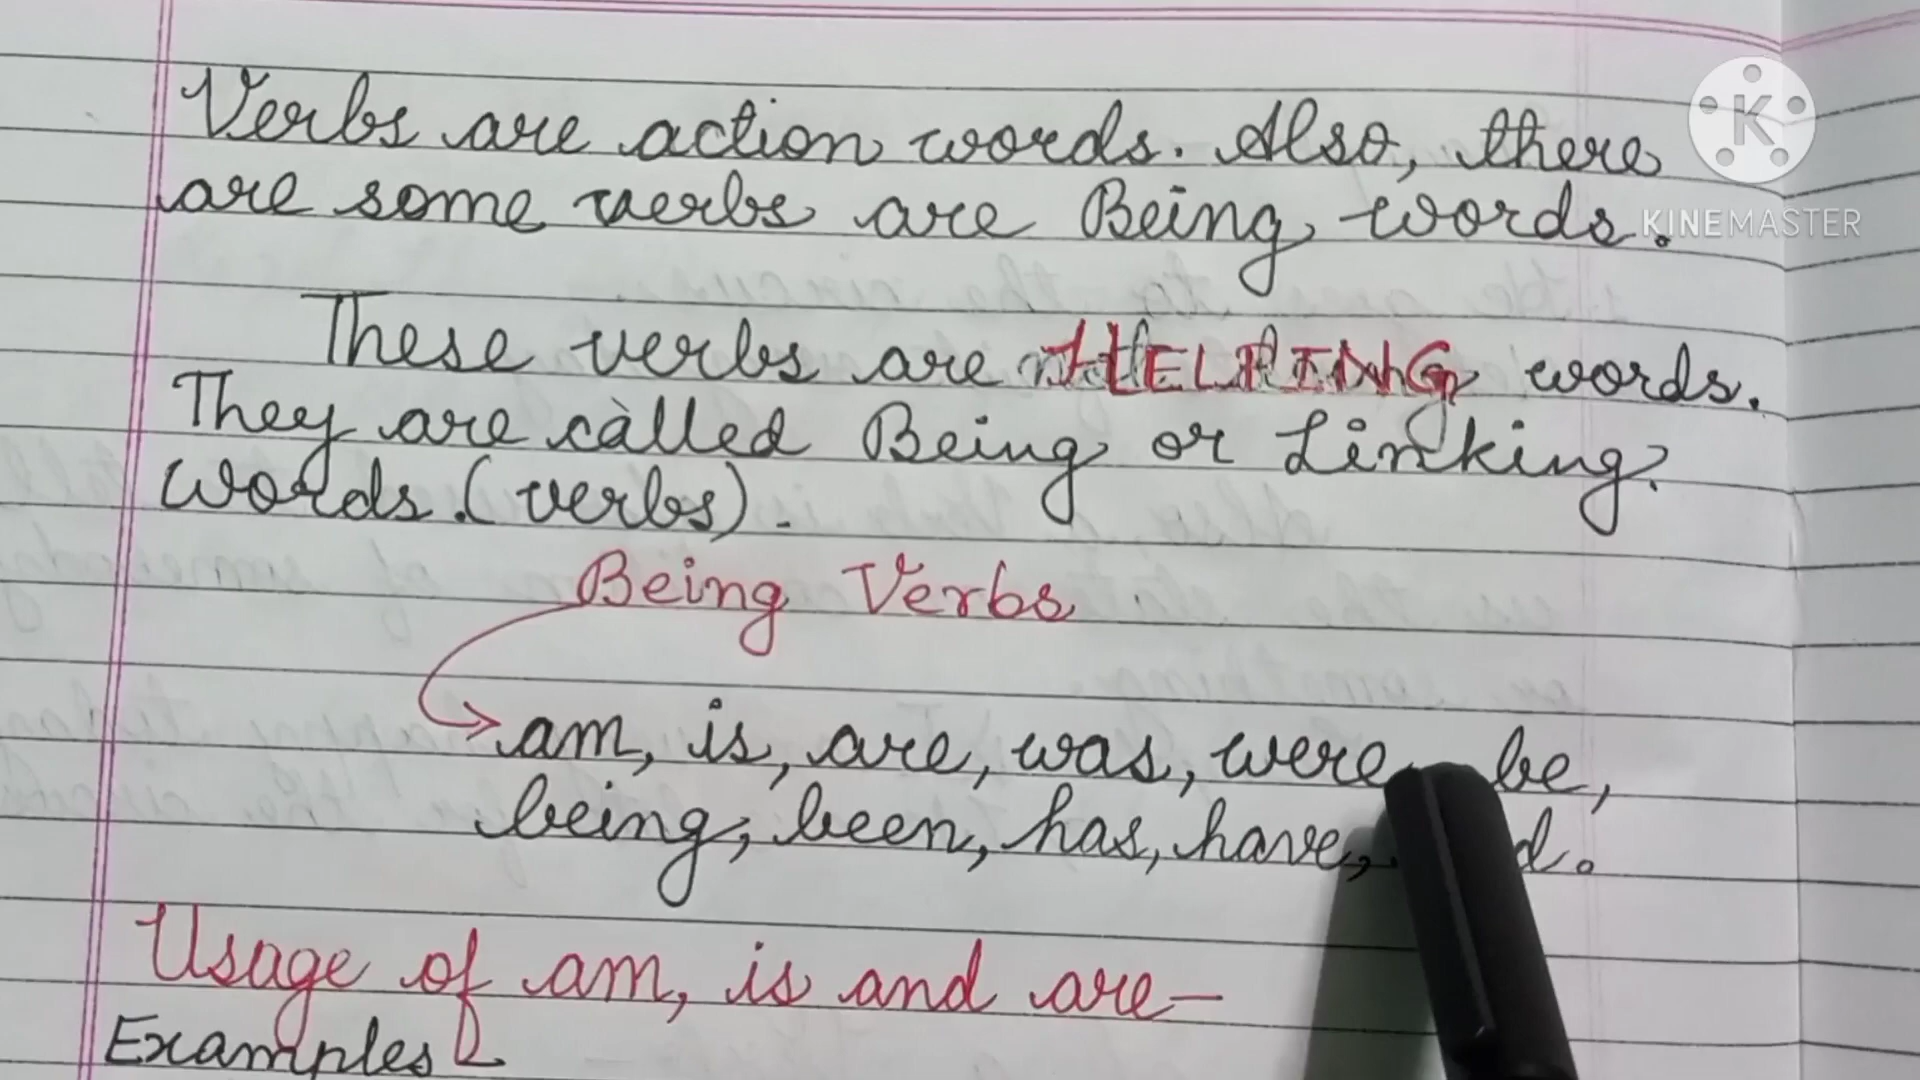 Verbs are action words. Also, there
are some verbs are Being words.
These verbs are HELPING words.
They are called Being or Linking.
words. (verbs).
Being Verbs
am, is, are, was, were be,
being, been, has, have,
Usage of am, is and are-
Examples
K
KINEMASTER